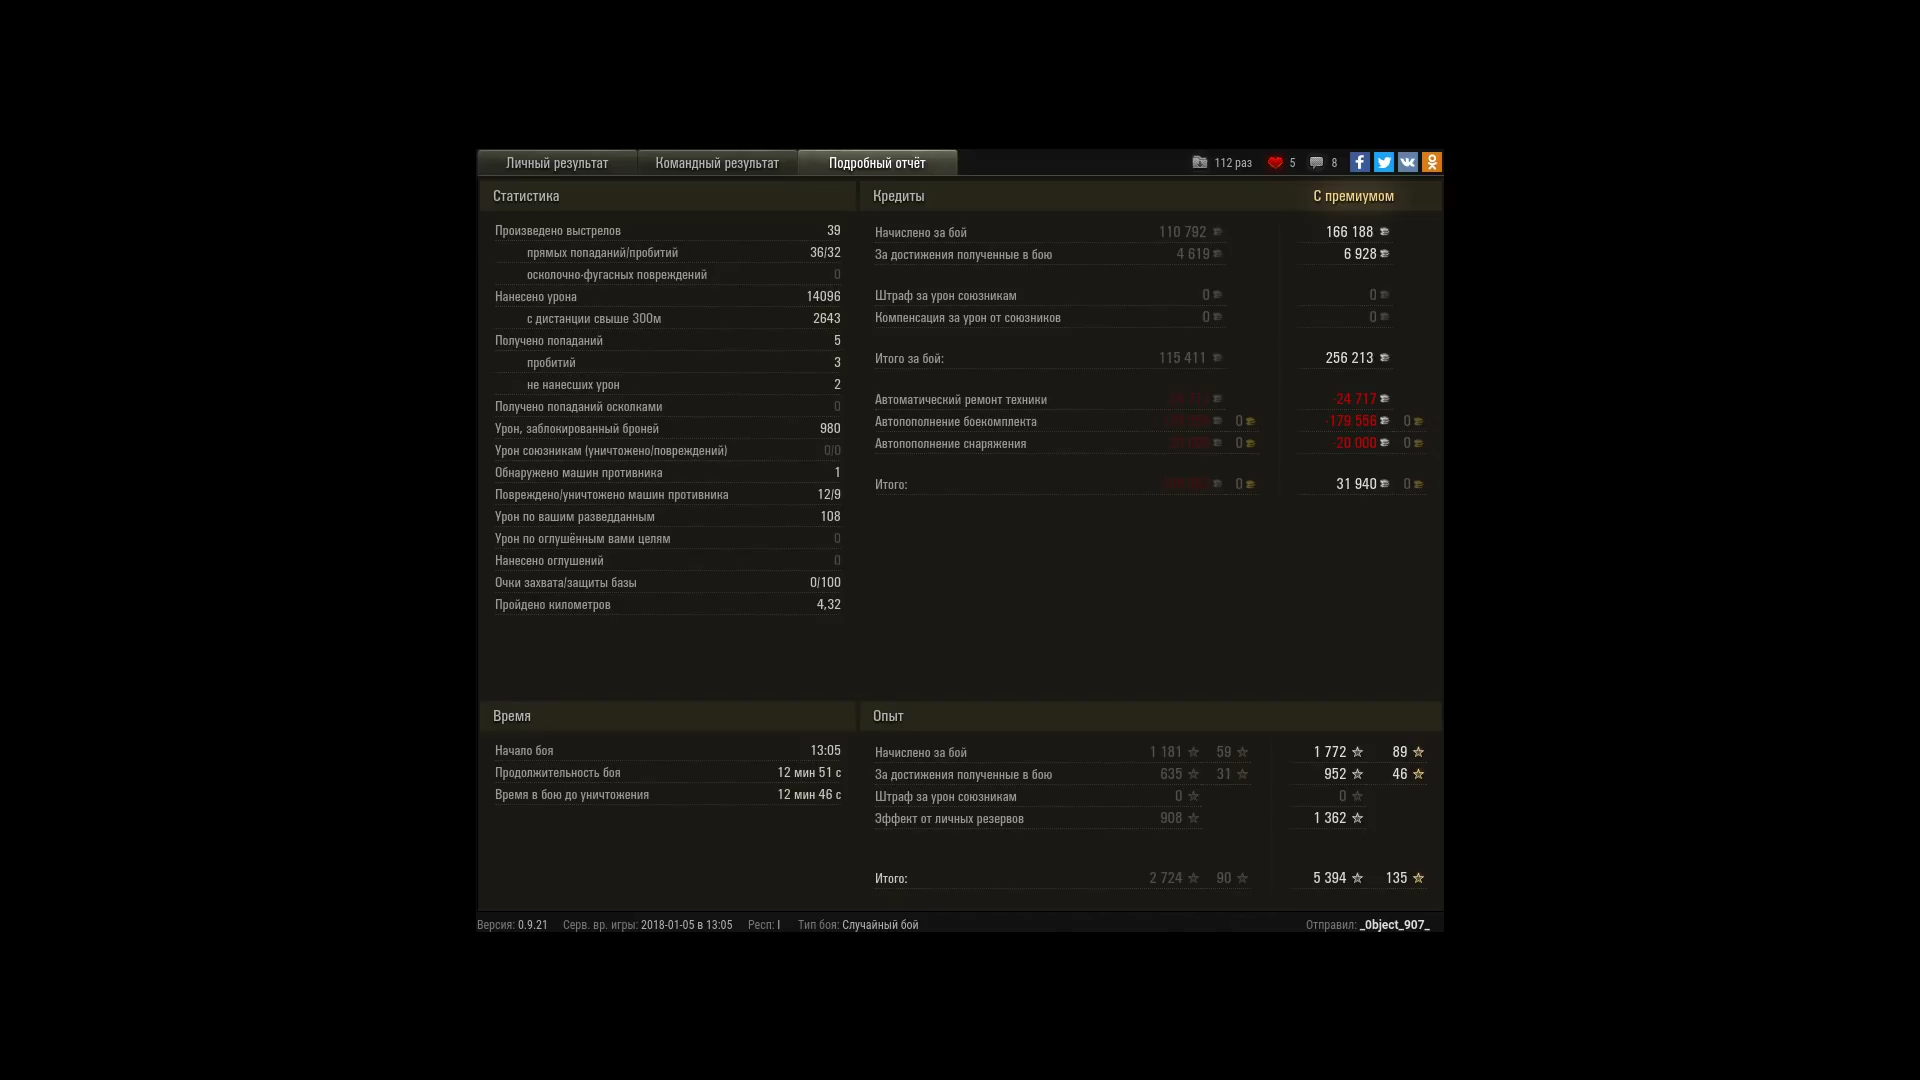 Личный результат Командный результат Подробный отчёт 112 раз 5 8
Статистика
Произведено выстрелов 39
прямых попаданий/пробитий 36/32
осколочно-фугасных повреждений 0
Нанесено урона 14096
с дистанции свыше 300м 2643
Получено попаданий 5
пробитий 3
не нанесших урон 2
Получено попаданий осколками 0
Урон, заблокированный броней 980
Урон союзникам (уничтожено/повреждений) 0/0
Обнаружено машин противника 1
Повреждено/уничтожено машин противника 12/9
Урон по вашим разведданным 108
Урон по оглушённым вами целям 0
Нанесено оглушений 0
Очки захвата/защиты базы 0/100
Пройдено километров 4,32
Кредиты С премиумом
Начислено за бой 110 792 166 188
За достижения полученные в бою 4 619 6 928
Штраф за урон союзникам 0 0
Компенсация за урон от союзников 0 0
Итого за бой: 115 411 256 213
Автоматический ремонт техники -24 717
Автопополнение боекомплекта 0 -179 556 0
Автопополнение снаряжения 0 -20 000 0
Итого: 0 31 940 0
Время
Начало боя 13:05
Продолжительность боя 12 мин 51 с
Время в бою до уничтожения 12 мин 46 с
Опыт
Начислено за бой 1 181 59 1 772 89
За достижения полученные в бою 635 31 952 46
Штраф за урон союзникам 0 0
Эффект от личных резервов 908 1 362
Итого: 2 724 90 5 394 135
Версия: 0.9.21 Серв. вр. игры: 2018-01-05 в 13:05 Респ: I Тип боя: Случайный бой Отправил: _Object_907_